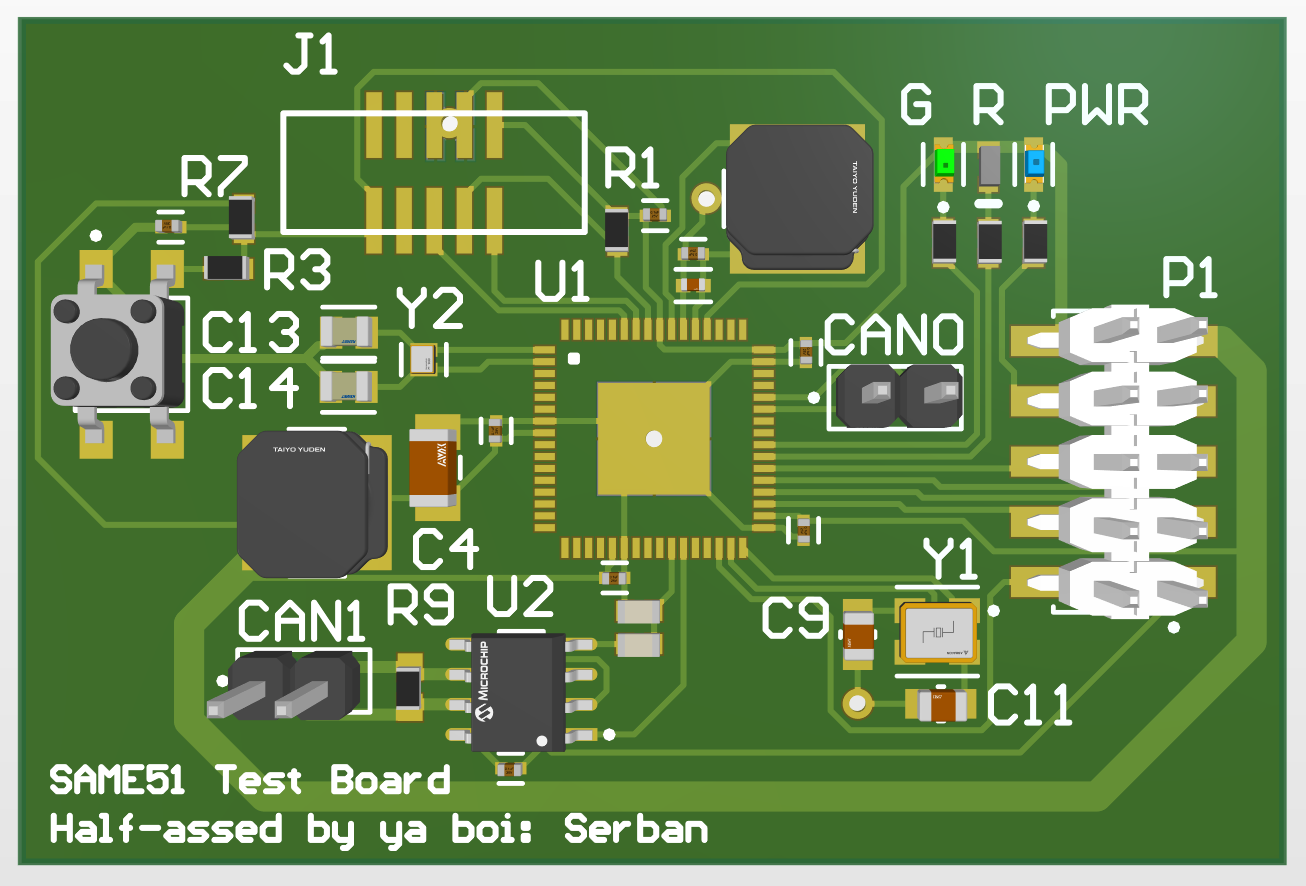 J1
G R PWR
R7
R1
TAIYO YUDEN
R3
U1
P1
Y2
C13
CAN0
C14
TAIYO YUDEN
C4
Y1
R9
U2
CAN1
C9
MICROCHIP
C11
SAME51 Test Board
Half-assed by ya boi: Serban